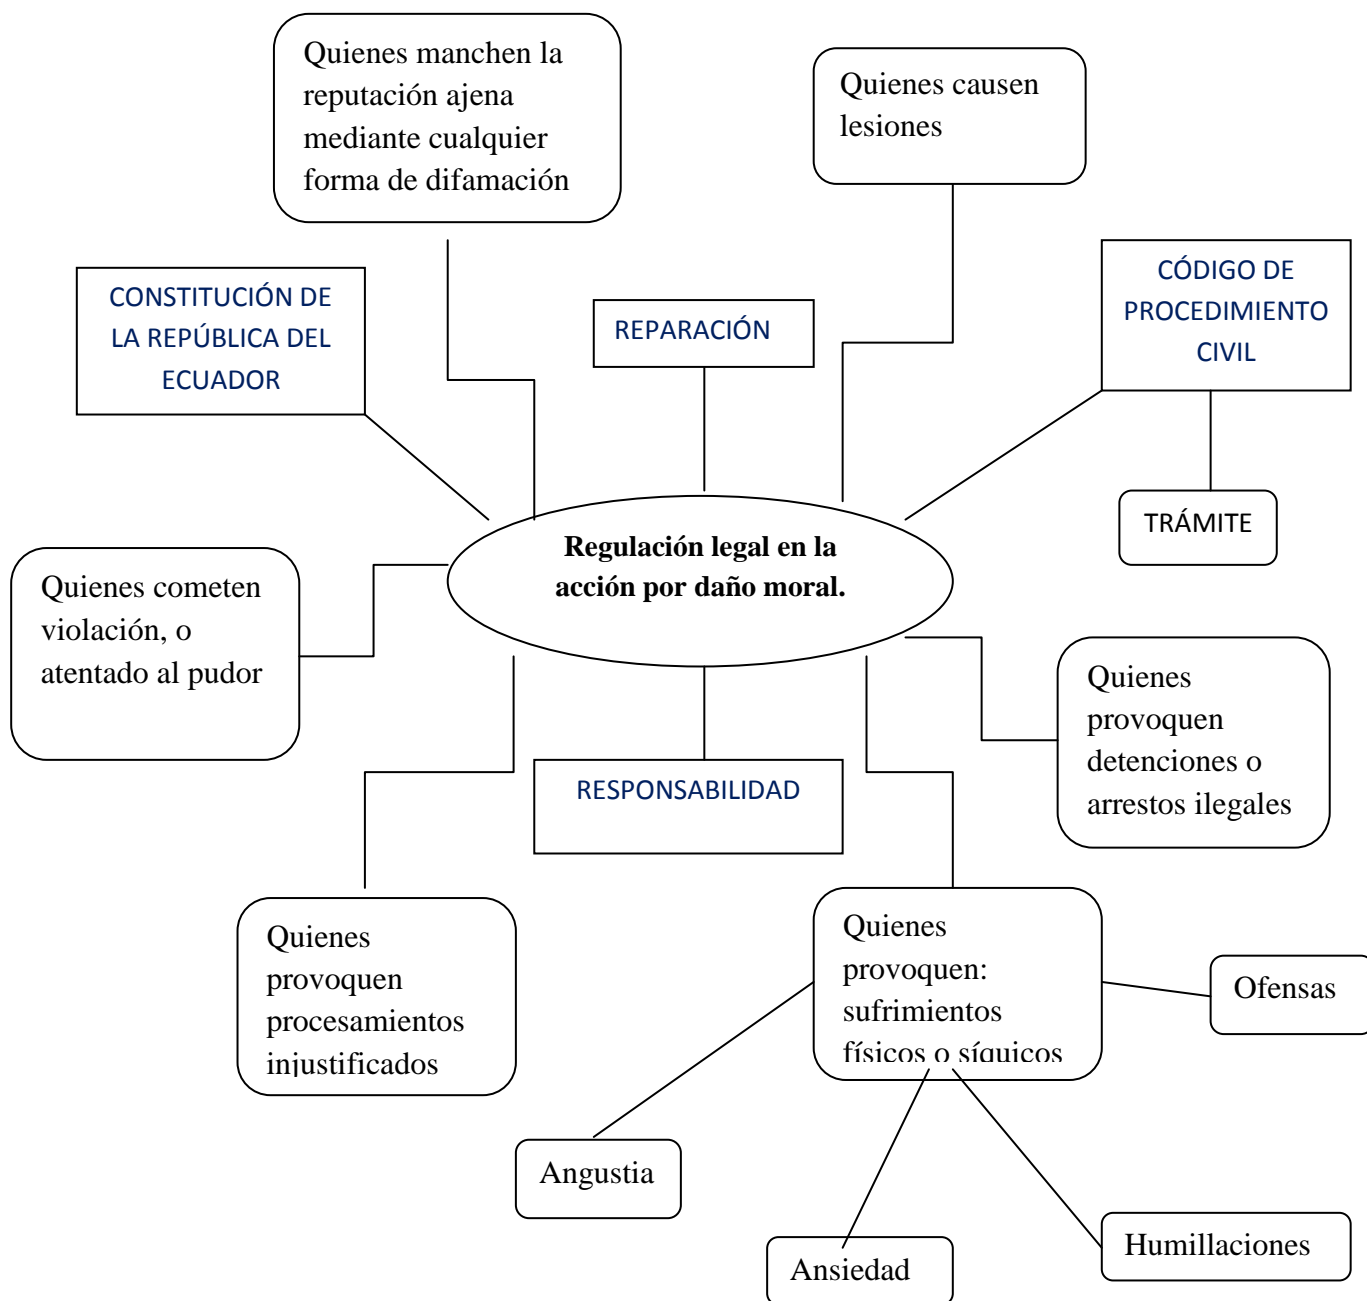 Quienes manchen la
reputación ajena
mediante cualquier
forma de difamación
Quienes causen
lesiones
CONSTITUCIÓN DE
LA REPÚBLICA DEL
ECUADOR
REPARACIÓN
CÓDIGO DE
PROCEDIMIENTO
CIVIL
TRÁMITE
Regulación legal en la
acción por daño moral.
Quienes cometen
violación, o
atentado al pudor
Quienes
provoquen
detenciones o
arrestos ilegales
RESPONSABILIDAD
Quienes
provoquen
procesamientos
injustificados
Quienes
provoquen:
sufrimientos
físicos o síquicos
Ofensas
Angustia
Ansiedad
Humillaciones